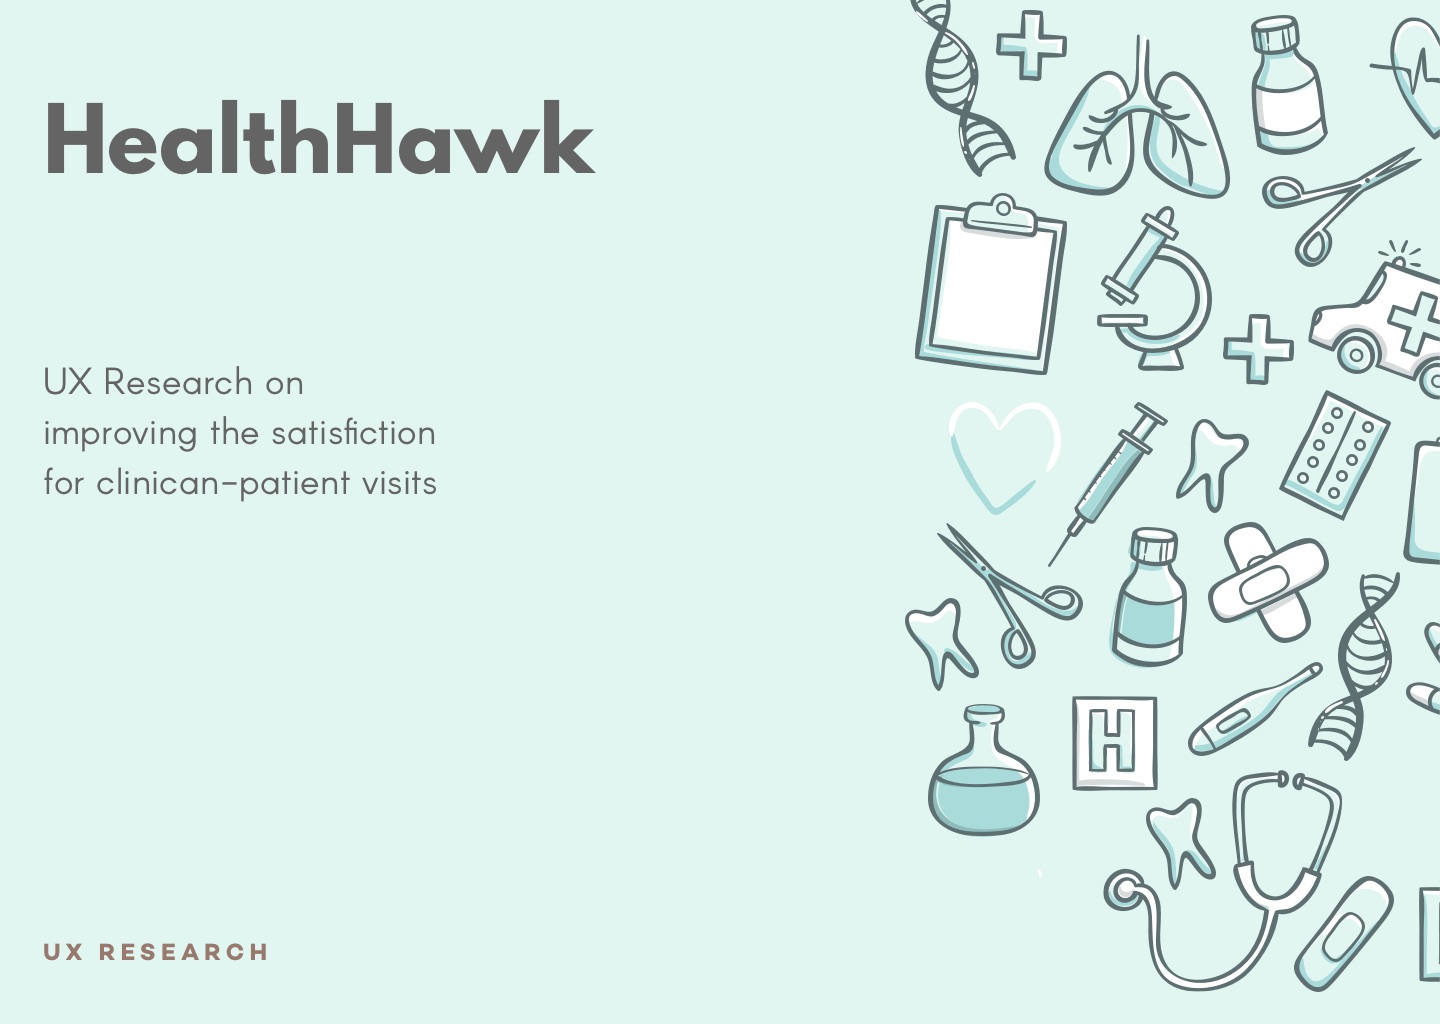 HealthHawk
UX Research on
improving the satisfiction
for clinican-patient visits
H
UX RESEARCH